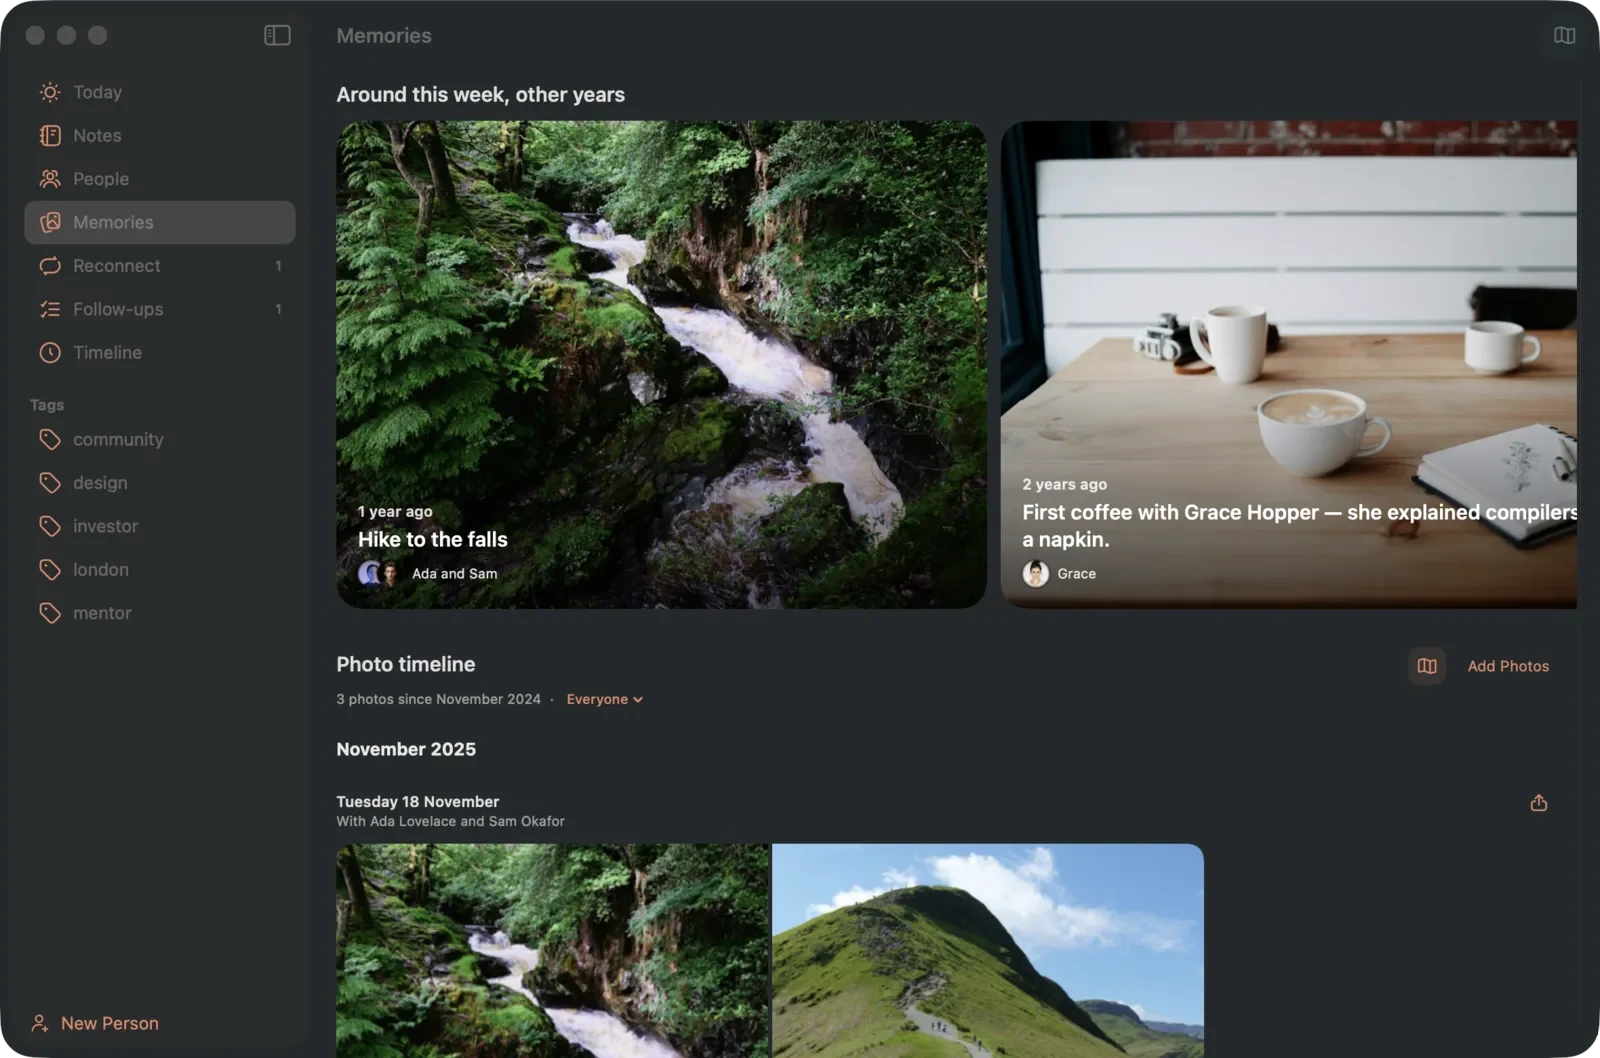 Memories
Today
Notes
People
Memories
Reconnect 1
Follow-ups 1
Timeline
Tags
community
design
investor
london
mentor
New Person
Around this week, other years
1 year ago
Hike to the falls
Ada and Sam
2 years ago
First coffee with Grace Hopper — she explained compilers
a napkin.
Grace
Photo timeline
Add Photos
3 photos since November 2024 · Everyone
November 2025
Tuesday 18 November
With Ada Lovelace and Sam Okafor